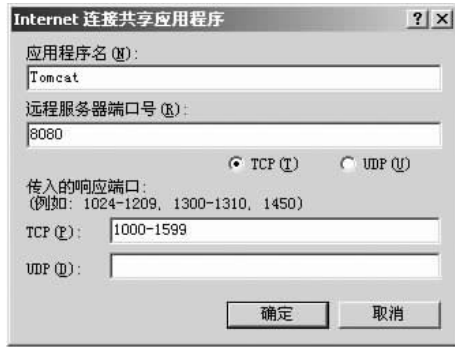 Internet 连接共享应用程序
应用程序名(N):
Tomcat
远程服务器端口号(R):
8080
TCP(T) UDP(U)
传入的响应端口:
(例如: 1024-1209, 1300-1310, 1450)
TCP(P): 1000-1599
UDP(D):
确定 取消